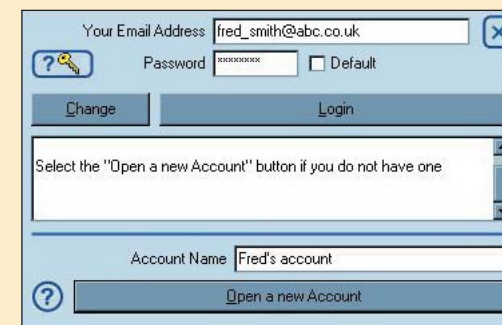 Your Email Address fred_smith@abc.co.uk
? Password ******** Default
Change Login
Select the "Open a new Account" button if you do not have one
Account Name Fred's account
? Open a new Account